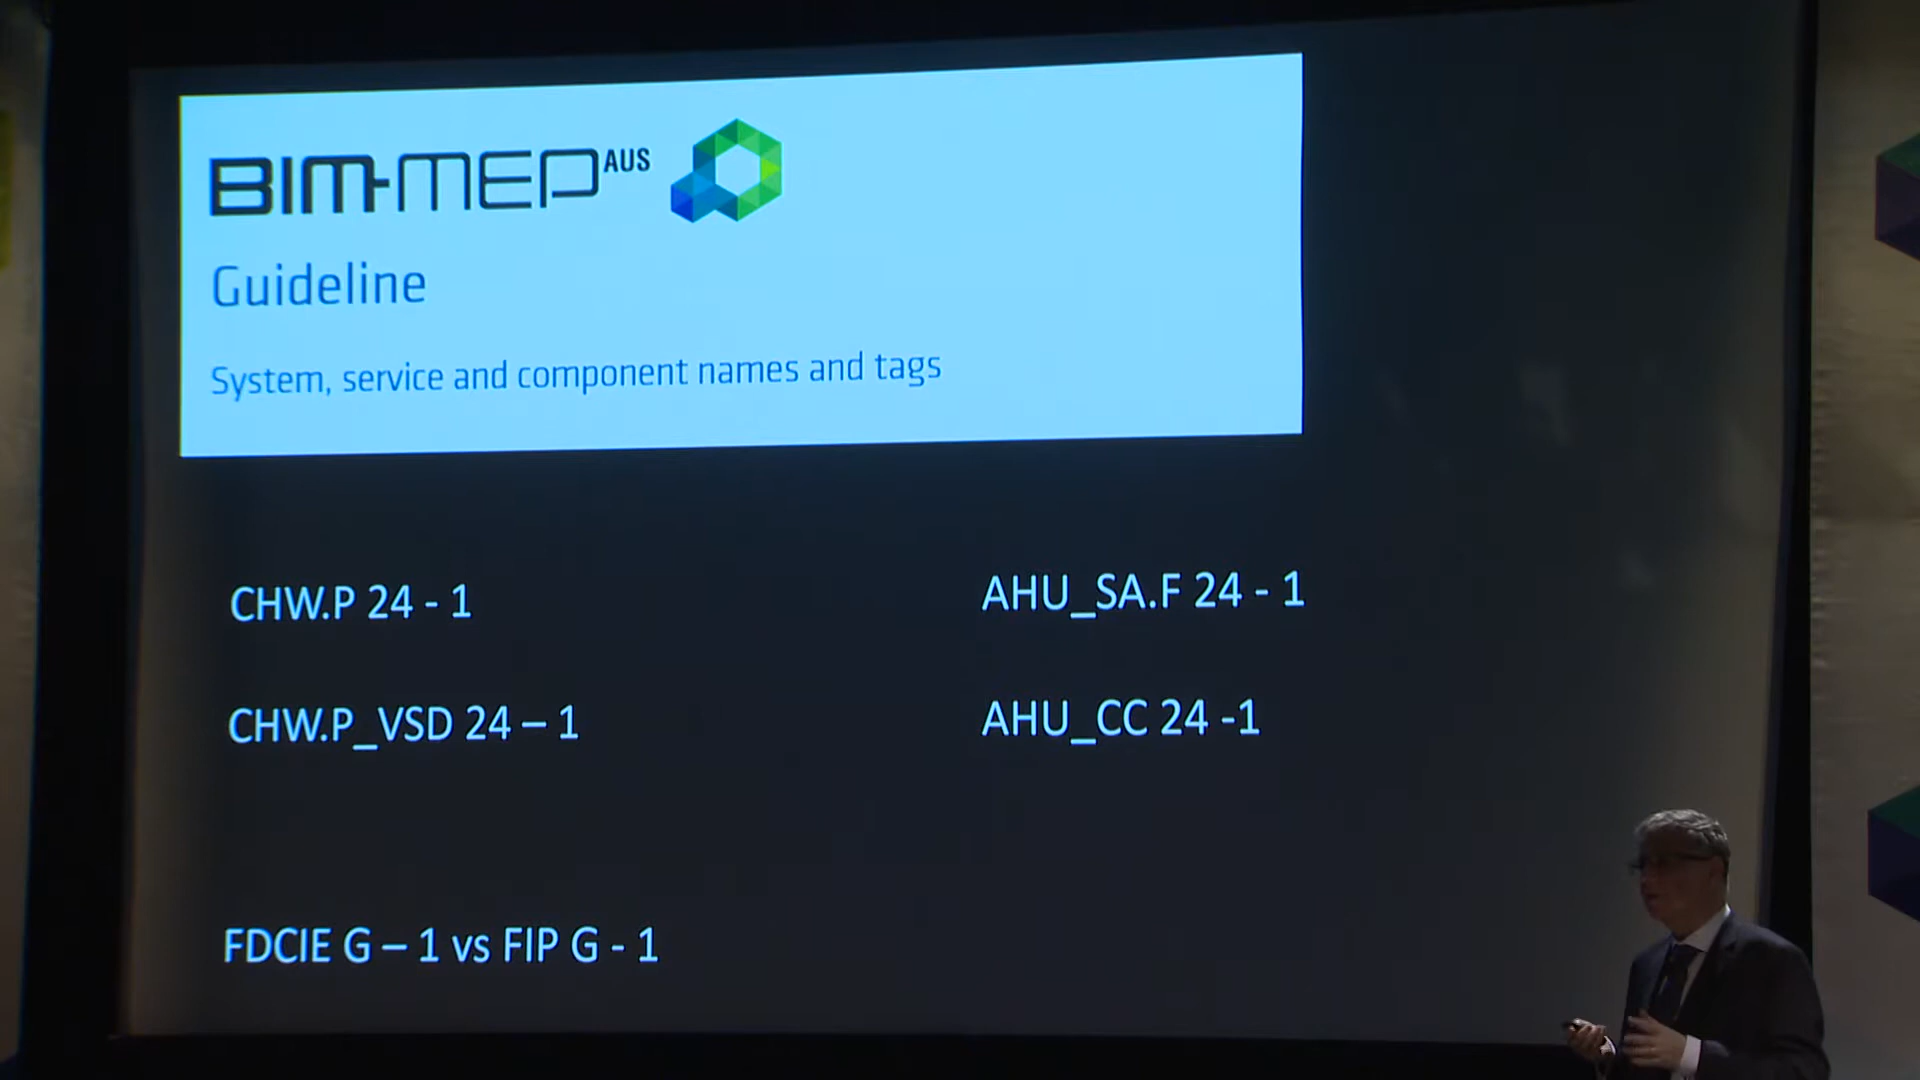 BIM-MEP AUS
Guideline
System, service and component names and tags
CHW.P 24 - 1
AHU_SA.F 24 - 1
CHW.P_VSD 24 – 1
AHU_CC 24 -1
FDCIE G – 1 vs FIP G - 1